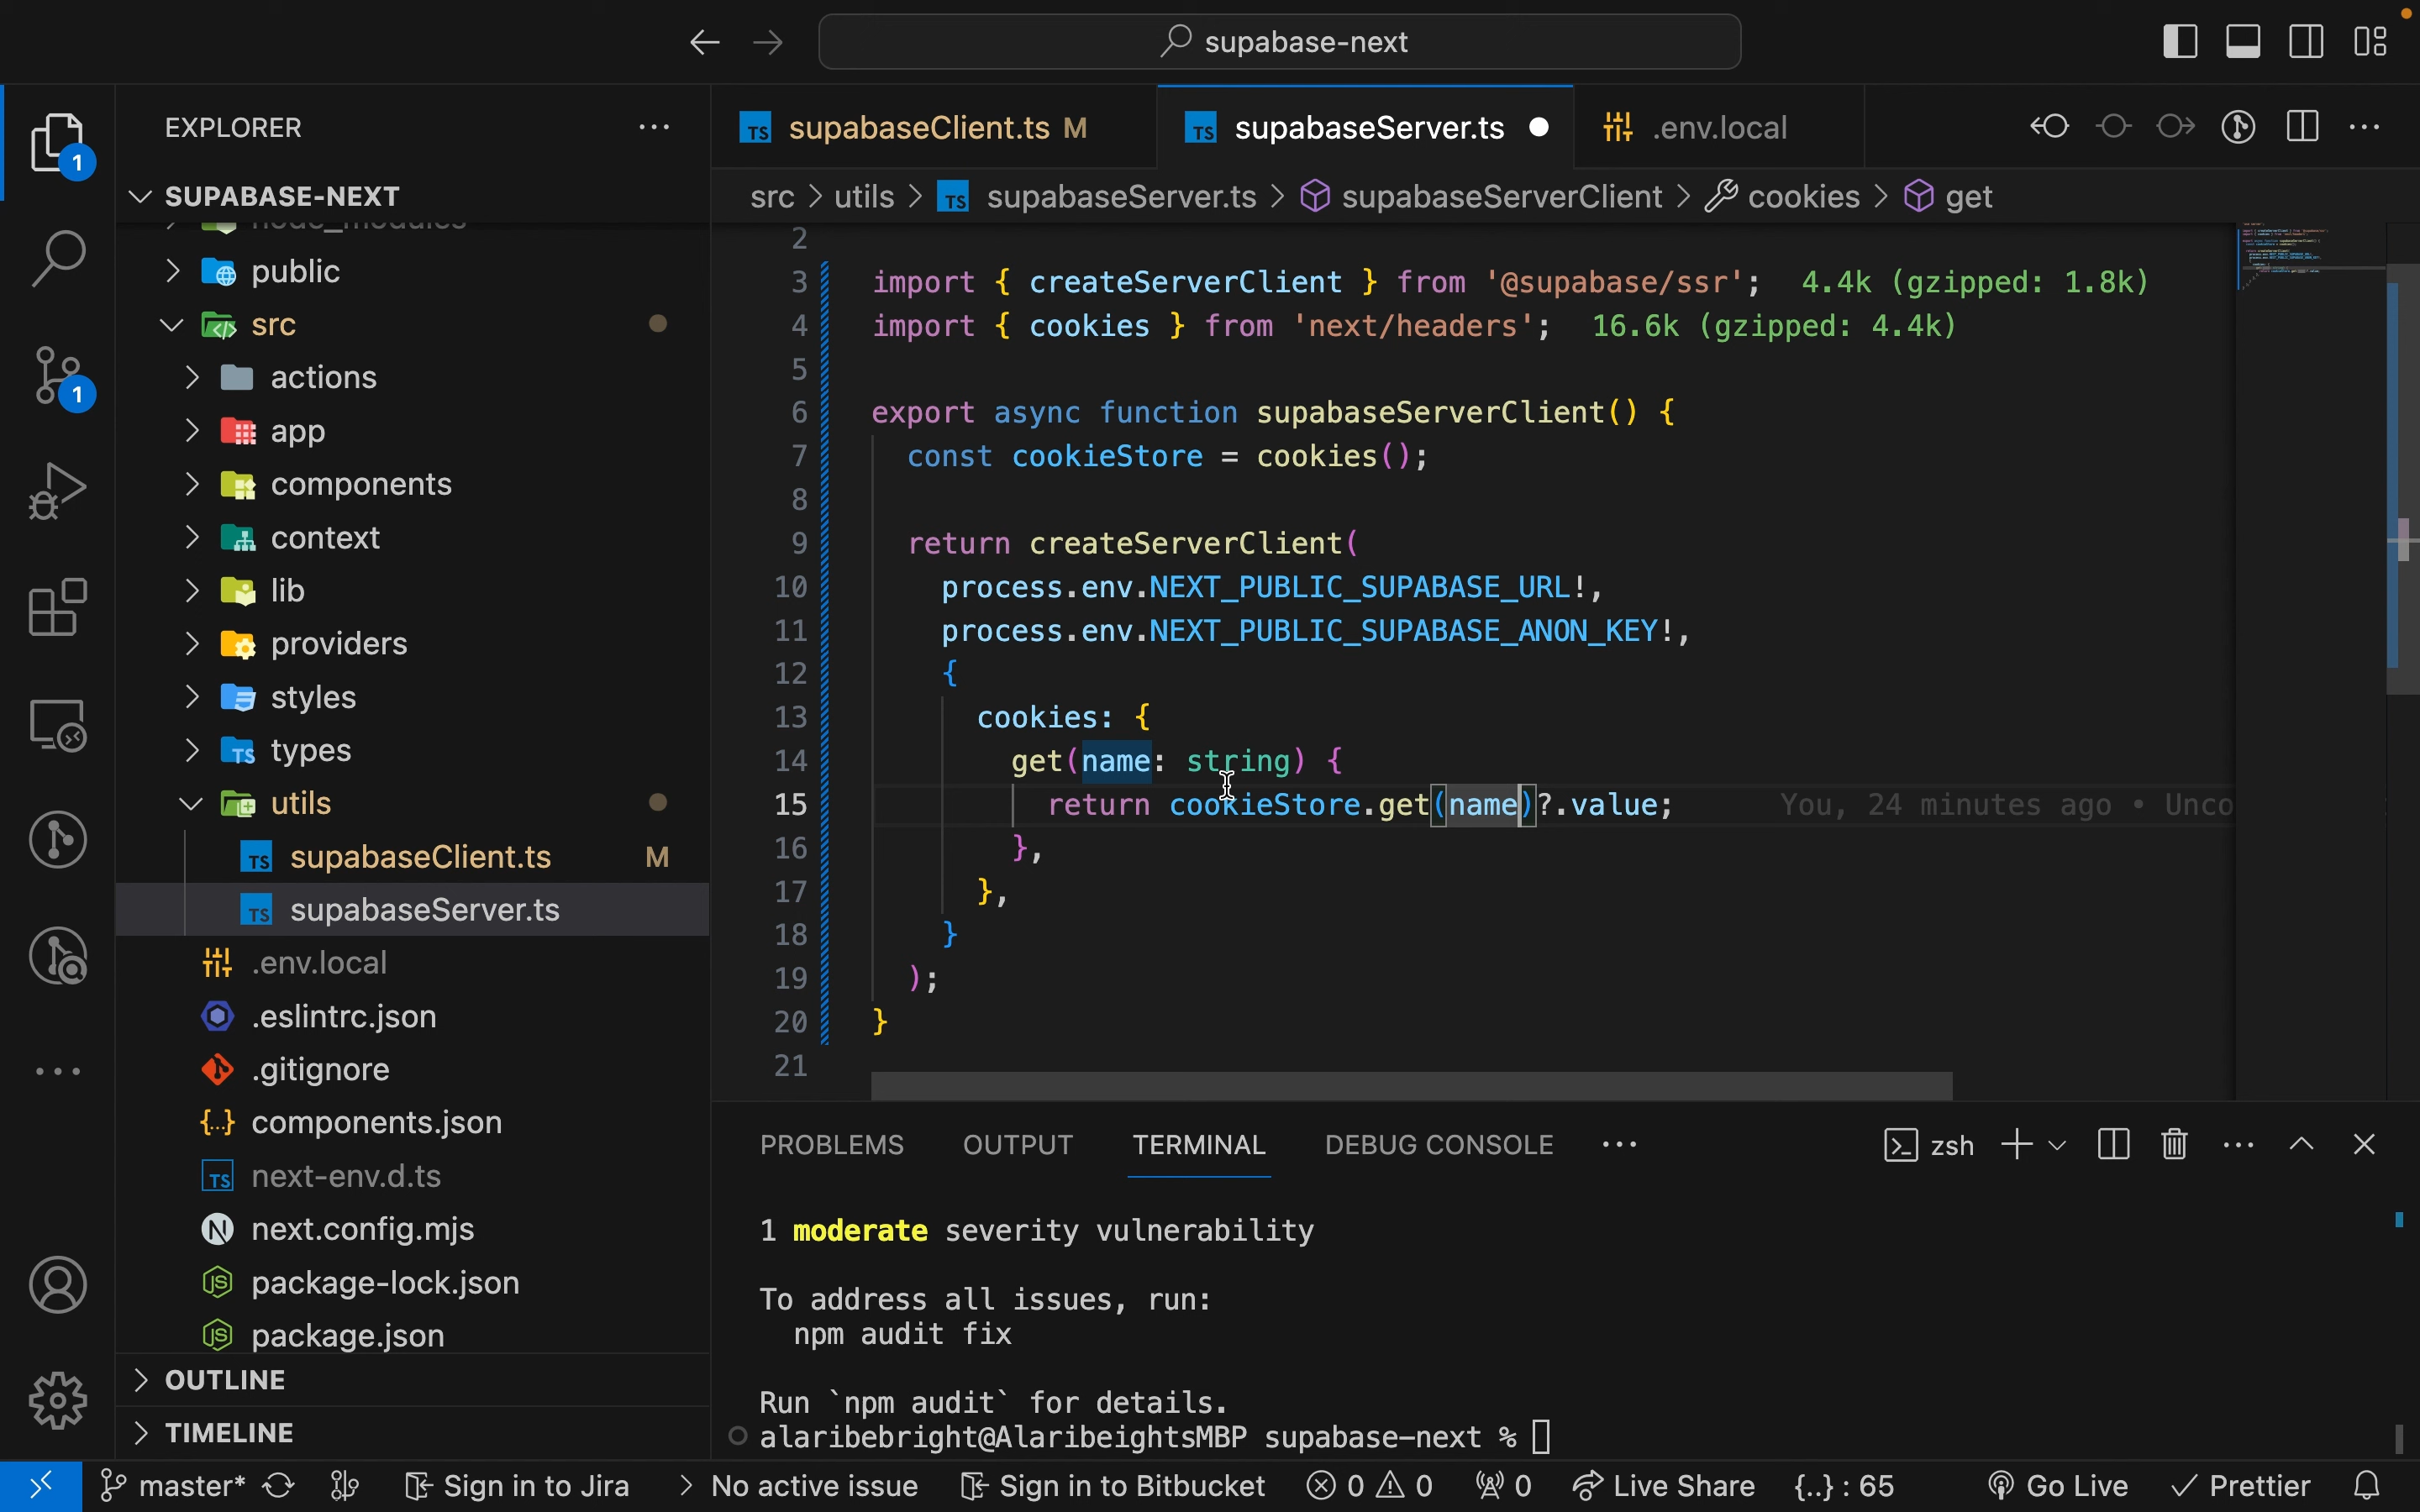 supabase-next
EXPLORER
SUPABASE-NEXT
node_modules
public
src
actions
app
components
context
lib
providers
styles
types
utils
supabaseClient.ts M
supabaseServer.ts
.env.local
.eslintrc.json
.gitignore
components.json
next-env.d.ts
next.config.mjs
package-lock.json
package.json
OUTLINE
TIMELINE
1
1
supabaseClient.ts M
supabaseServer.ts
.env.local
src > utils > TS supabaseServer.ts > supabaseServerClient > cookies > get
2
3 import { createServerClient } from '@supabase/ssr'; 4.4k (gzipped: 1.8k)
4 import { cookies } from 'next/headers'; 16.6k (gzipped: 4.4k)
5
6 export async function supabaseServerClient() {
7 const cookieStore = cookies();
8
9 return createServerClient(
10 process.env.NEXT_PUBLIC_SUPABASE_URL!,
11 process.env.NEXT_PUBLIC_SUPABASE_ANON_KEY!,
12 {
13 cookies: {
14 get(name: string) {
15 return cookieStore.get(name)?.value; You, 24 minutes ago • Unco
16 },
17 },
18 }
19 );
20 }
21
PROBLEMS OUTPUT TERMINAL DEBUG CONSOLE zsh
1 moderate severity vulnerability
To address all issues, run:
npm audit fix
Run `npm audit` for details.
alaribebright@AlaribeightsMBP supabase-next %
master* Sign in to Jira > No active issue Sign in to Bitbucket 0 0 0 Live Share {..} : 65 Go Live Prettier